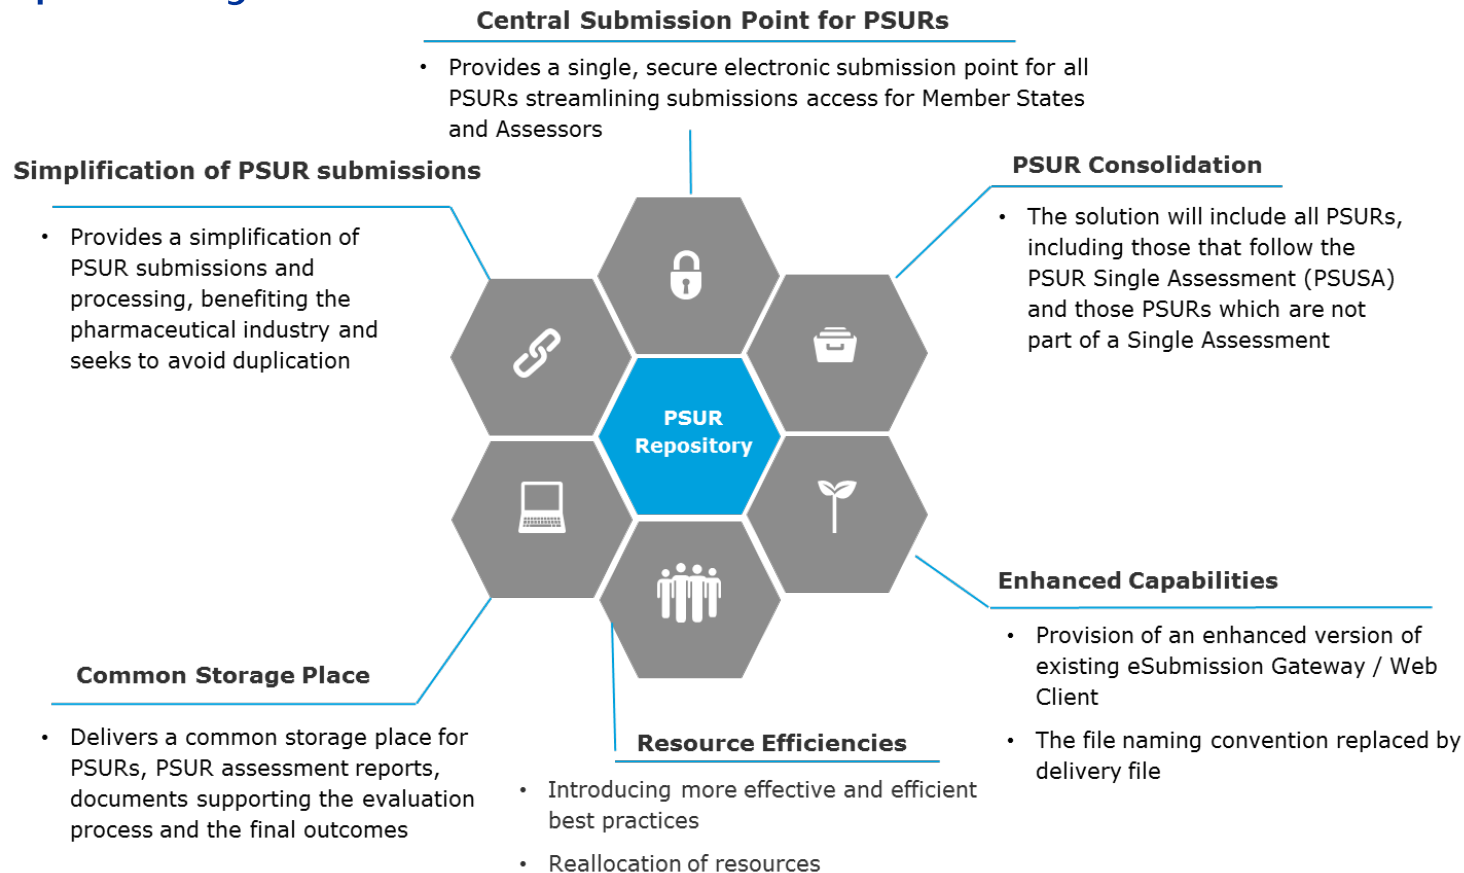 Central Submission Point for PSURs
• Provides a single, secure electronic submission point for all
PSURs streamlining submissions access for Member States
and Assessors
Simplification of PSUR submissions
• Provides a simplification of
PSUR submissions and
processing, benefiting the
pharmaceutical industry and
seeks to avoid duplication
PSUR Consolidation
• The solution will include all PSURs,
including those that follow the
PSUR Single Assessment (PSUSA)
and those PSURs which are not
part of a Single Assessment
PSUR
Repository
Enhanced Capabilities
• Provision of an enhanced version of
existing eSubmission Gateway / Web
Client
• The file naming convention replaced by
delivery file
Common Storage Place
• Delivers a common storage place for
PSURs, PSUR assessment reports,
documents supporting the evaluation
process and the final outcomes
Resource Efficiencies
• Introducing more effective and efficient
best practices
• Reallocation of resources